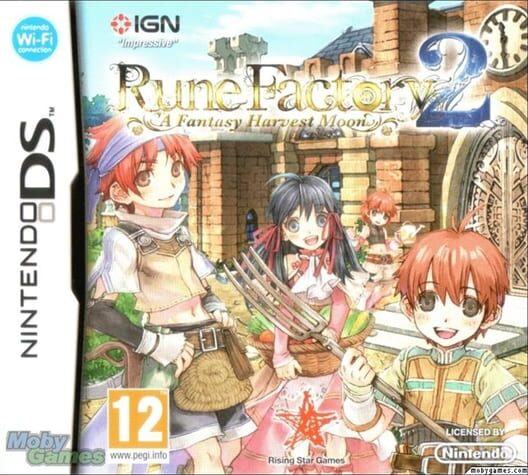 Nintendo
Wi-Fi
connection
IGN
"Impressive"
Rune Factory 2
A Fantasy Harvest Moon
NINTENDO DS™
12
www.pegi.info
Moby
Games
Rising Star Games
LICENSED BY
Nintendo
mobygames.com